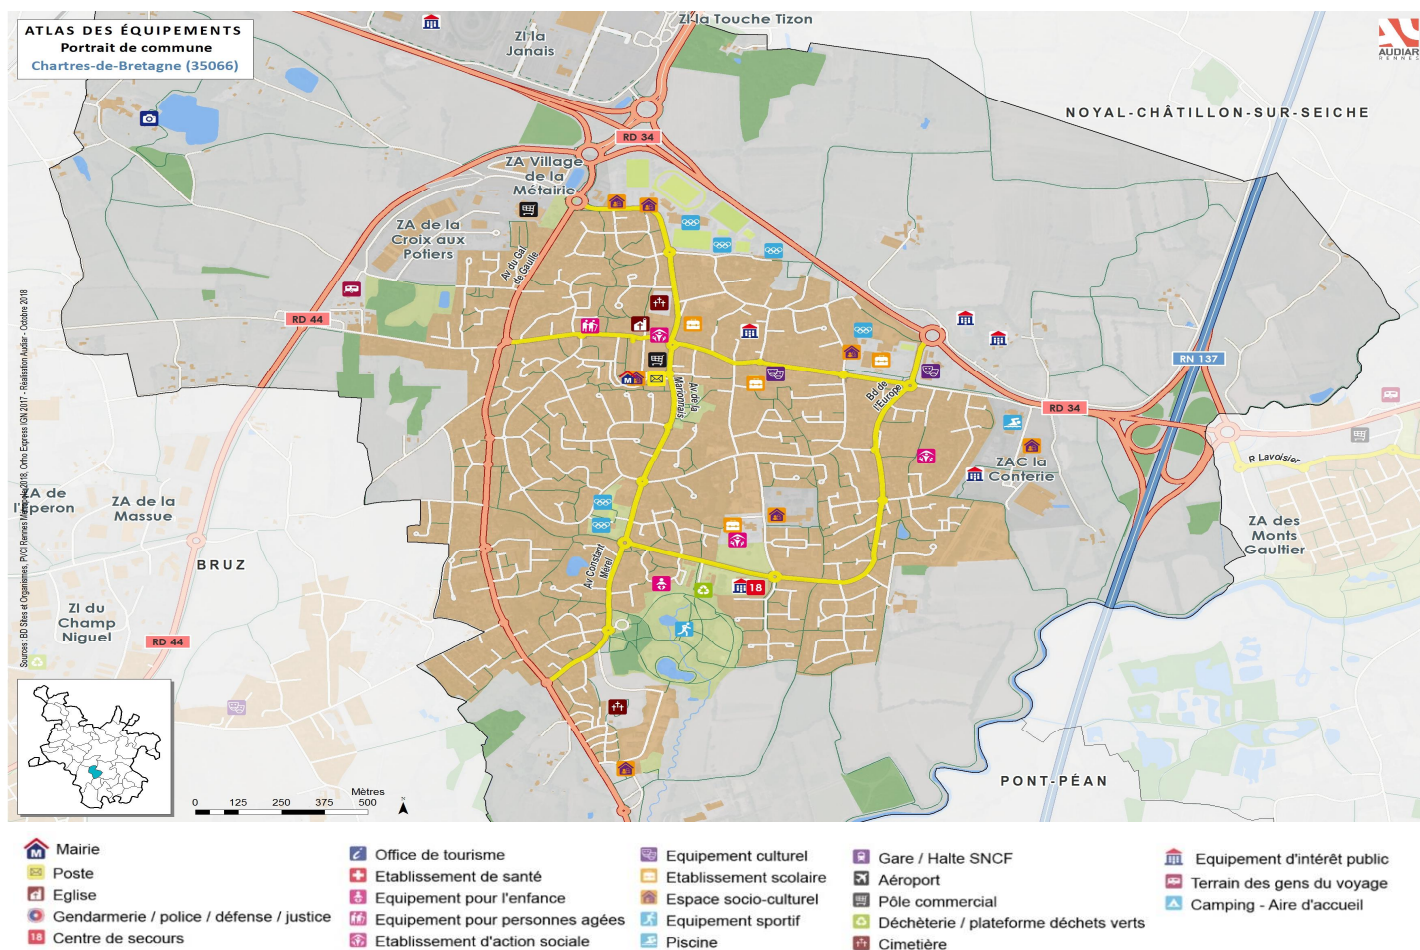 ATLAS DES ÉQUIPEMENTS
Portrait de commune
Chartres-de-Bretagne (35066)
ZI la
Janais
ZI la Touche Tizon
AUDIAR
RENNES
NOYAL-CHÂTILLON-SUR-SEICHE
RD 34
ZA Village
de la
Métairie
ZA de la
Croix aux
Potiers
Av du Gal
de Gaulle
RD 44
RN 137
Av de la
Marionnais
Bd de
l'Europe
RD 34
R Lavoisier
ZAC la
Conterie
ZA de
l'Éperon
ZA de la
Massue
ZA des
Monts
Gaultier
BRUZ
Av Constant
Mérel
18
ZI du
Champ
Niguel
RD 44
PONT-PÉAN
Sources : BD Sites et Organismes, PVCI Rennes Métropole 2018, Ortho Express IGN 2017 - Réalisation Audiar - Octobre 2018
Mètres
0 125 250 375 500
N
Mairie
Poste
Eglise
Gendarmerie / police / défense / justice
18 Centre de secours
Office de tourisme
Etablissement de santé
Equipement pour l'enfance
Equipement pour personnes agées
Etablissement d'action sociale
Equipement culturel
Etablissement scolaire
Espace socio-culturel
Equipement sportif
Piscine
Gare / Halte SNCF
Aéroport
Pôle commercial
Déchèterie / plateforme déchets verts
Cimetière
Equipement d'intérêt public
Terrain des gens du voyage
Camping - Aire d'accueil